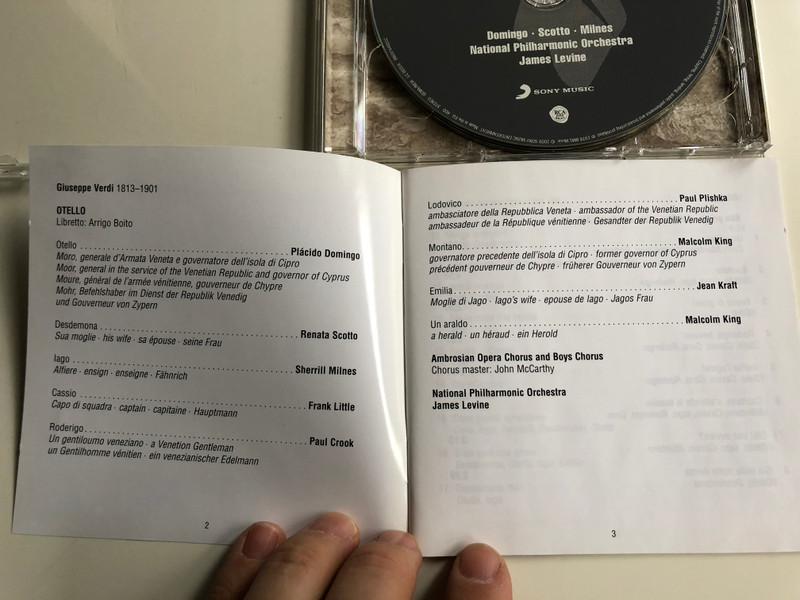 Domingo · Scotto · Milnes
National Philharmonic Orchestra
James Levine
SONY MUSIC
RCA
Giuseppe Verdi 1813–1901
OTELLO
Libretto: Arrigo Boito
Otello ........ Plácido Domingo
Moro, generale d'Armata Veneta e governatore dell'isola di Cipro
Moor, general in the service of the Venetian Republic and governor of Cyprus
Moure, général de l'armée vénitienne, gouverneur de Chypre
Mohr, Befehlshaber im Dienst der Republik Venedig
und Gouverneur von Zypern
Desdemona ........ Renata Scotto
Sua moglie · his wife · sa épouse · seine Frau
Iago ........ Sherrill Milnes
Alfiere · ensign · enseigne · Fähnrich
Cassio ........ Frank Little
Capo di squadra · captain · capitaine · Hauptmann
Roderigo ........ Paul Crook
Un gentiloumo veneziano · a Venetion Gentleman
un Gentilhomme vénitien · ein venezianischer Edelmann
2
Lodovico ........ Paul Plishka
ambasciatore della Repubblica Veneta · ambassador of the Venetian Republic
ambassadeur de la République vénitienne · Gesandter der Republik Venedig
Montano ........ Malcolm King
governatore precedente dell'isola di Cipro · former governor of Cyprus
précédent gouverneur de Chypre · früherer Gouverneur von Zypern
Emilia ........ Jean Kraft
Moglie di Jago · Iago's wife · epouse de Iago · Jagos Frau
Un araldo ........ Malcolm King
a herald · un héraud · ein Herold
Ambrosian Opera Chorus and Boys Chorus
Chorus master: John McCarthy
National Philharmonic Orchestra
James Levine
3